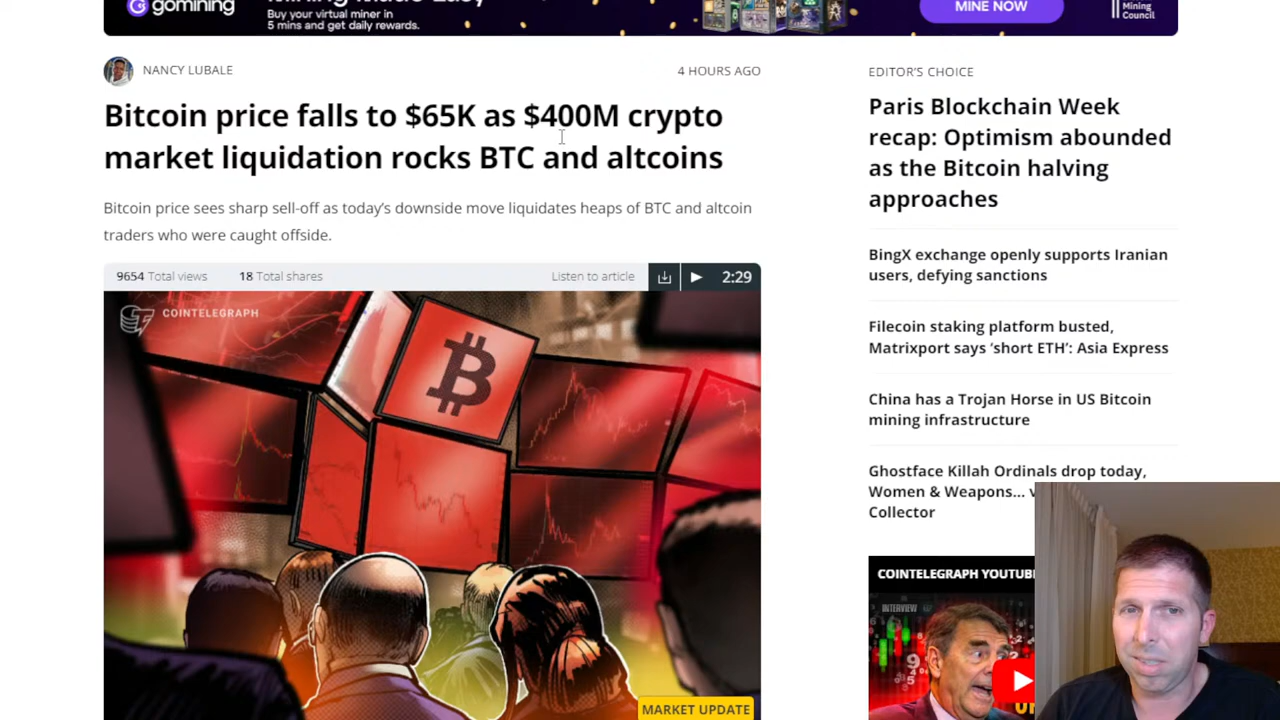 gomining
Buy your virtual miner in
5 mins and get daily rewards.
MINE NOW
Mining
Council
NANCY LUBALE
4 HOURS AGO
Bitcoin price falls to $65K as $400M crypto
market liquidation rocks BTC and altcoins
Bitcoin price sees sharp sell-off as today's downside move liquidates heaps of BTC and altcoin
traders who were caught offside.
9654 Total views
18 Total shares
Listen to article
2:29
COINTELEGRAPH
MARKET UPDATE
EDITOR'S CHOICE
Paris Blockchain Week
recap: Optimism abounded
as the Bitcoin halving
approaches
BingX exchange openly supports Iranian
users, defying sanctions
Filecoin staking platform busted,
Matrixport says ‘short ETH’: Asia Express
China has a Trojan Horse in US Bitcoin
mining infrastructure
Ghostface Killah Ordinals drop today,
Women & Weapons…
Collector
COINTELEGRAPH YOUTUBE
INTERVIEW